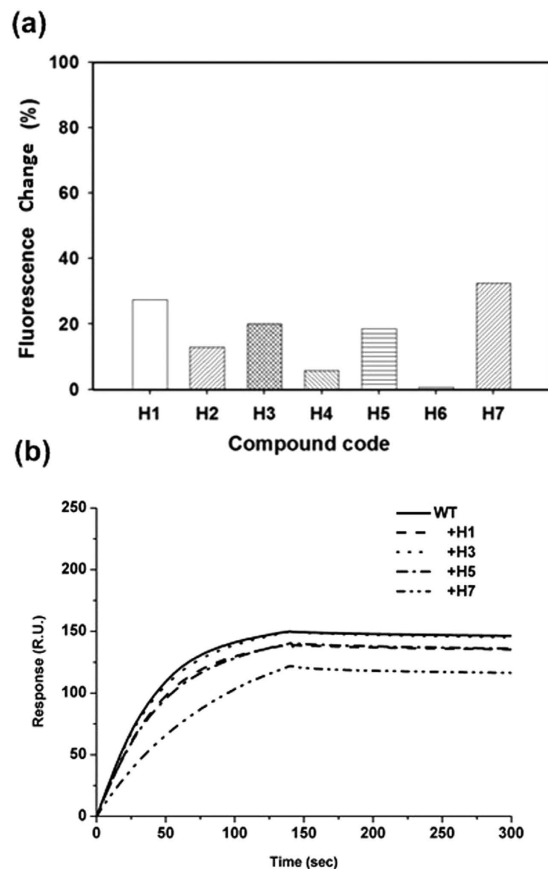 (a)
100
80
60
40
20
0
Fluorescence Change (%)
H1 H2 H3 H4 H5 H6 H7
Compound code
(b)
250
200
150
100
50
0
Response (R.U.)
WT
+H1
+H3
+H5
+H7
0 50 100 150 200 250 300
Time (sec)